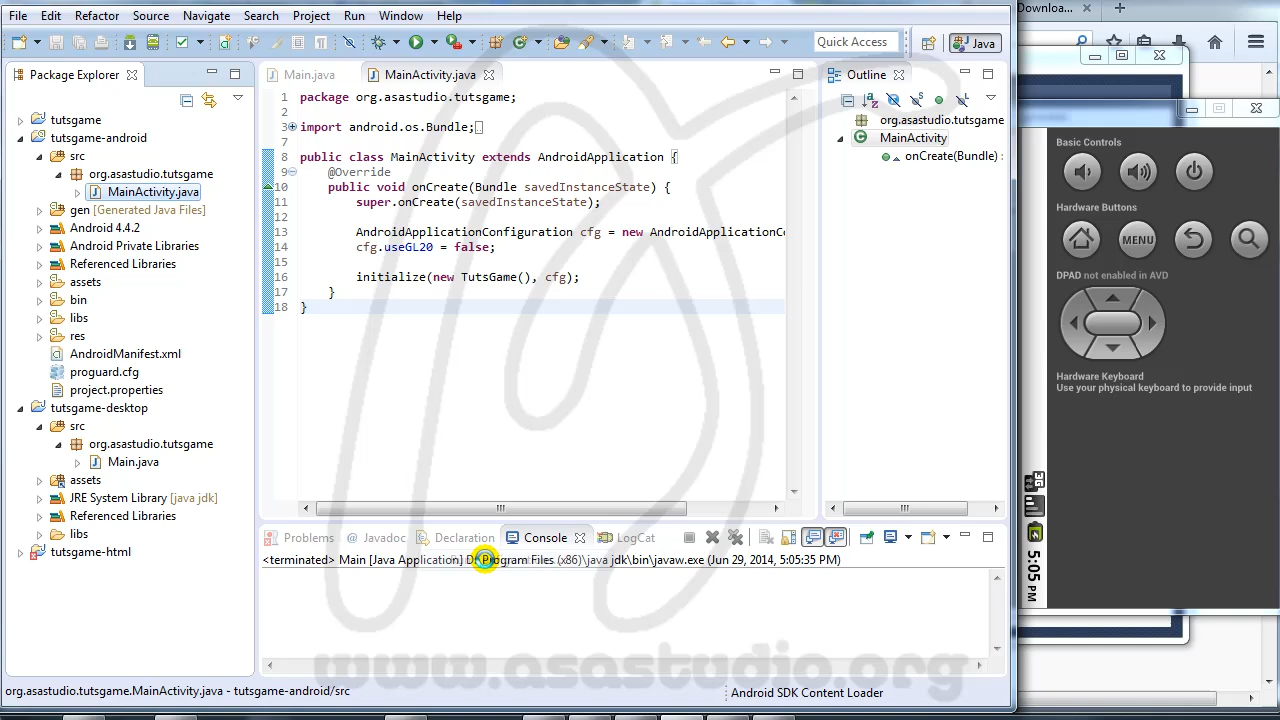 File Edit Refactor Source Navigate Search Project Run Window Help
Downloa...
Quick Access
Java
Package Explorer
Main.java
MainActivity.java
Outline
tutsgame
tutsgame-android
src
org.asastudio.tutsgame
MainActivity.java
gen [Generated Java Files]
Android 4.4.2
Android Private Libraries
Referenced Libraries
assets
bin
libs
res
AndroidManifest.xml
proguard.cfg
project.properties
tutsgame-desktop
src
org.asastudio.tutsgame
Main.java
assets
JRE System Library [java jdk]
Referenced Libraries
libs
tutsgame-html
1 package org.asastudio.tutsgame;
2
3 import android.os.Bundle;
7
8 public class MainActivity extends AndroidApplication {
9 @Override
10 public void onCreate(Bundle savedInstanceState) {
11 super.onCreate(savedInstanceState);
12
13 AndroidApplicationConfiguration cfg = new AndroidApplicationCo
14 cfg.useGL20 = false;
15
16 initialize(new TutsGame(), cfg);
17 }
18 }
org.asastudio.tutsgame
MainActivity
onCreate(Bundle) :
Basic Controls
Hardware Buttons
MENU
DPAD not enabled in AVD
Hardware Keyboard
Use your physical keyboard to provide input
3G
5:05 PM
Problems Javadoc Declaration Console LogCat
<terminated> Main [Java Application] D:\Program Files (x86)\java jdk\bin\javaw.exe (Jun 29, 2014, 5:05:35 PM)
www.asastudio.org
org.asastudio.tutsgame.MainActivity.java - tutsgame-android/src
Android SDK Content Loader